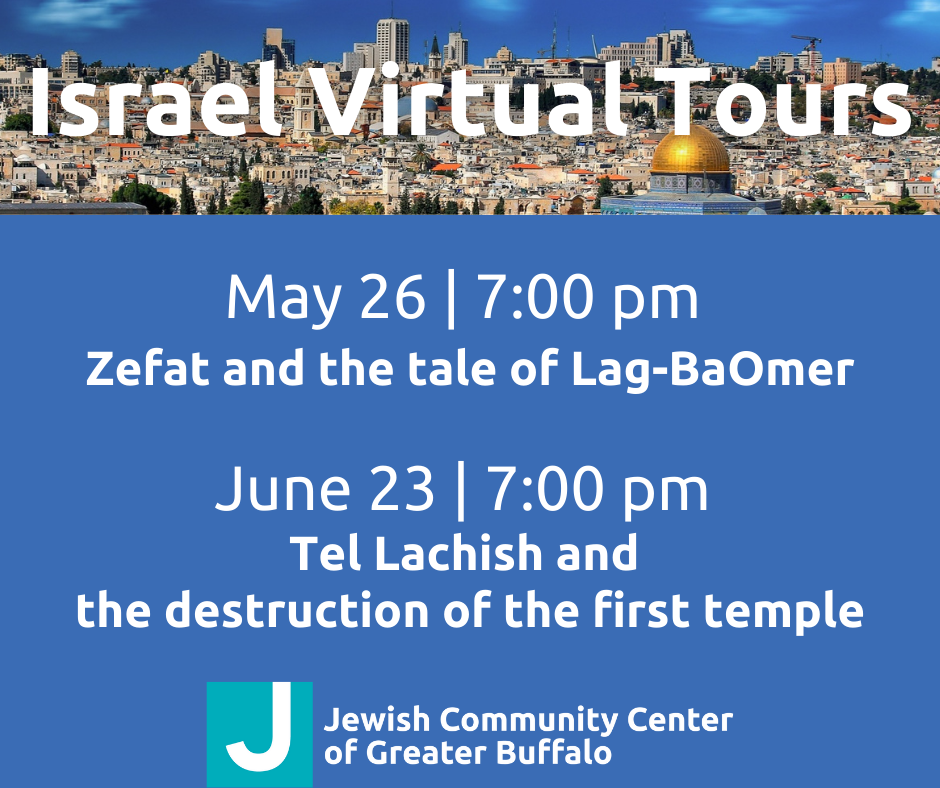 Israel Virtual Tours
May 26 | 7:00 pm
Zefat and the tale of Lag-BaOmer
June 23 | 7:00 pm
Tel Lachish and
the destruction of the first temple
J
Jewish Community Center
of Greater Buffalo